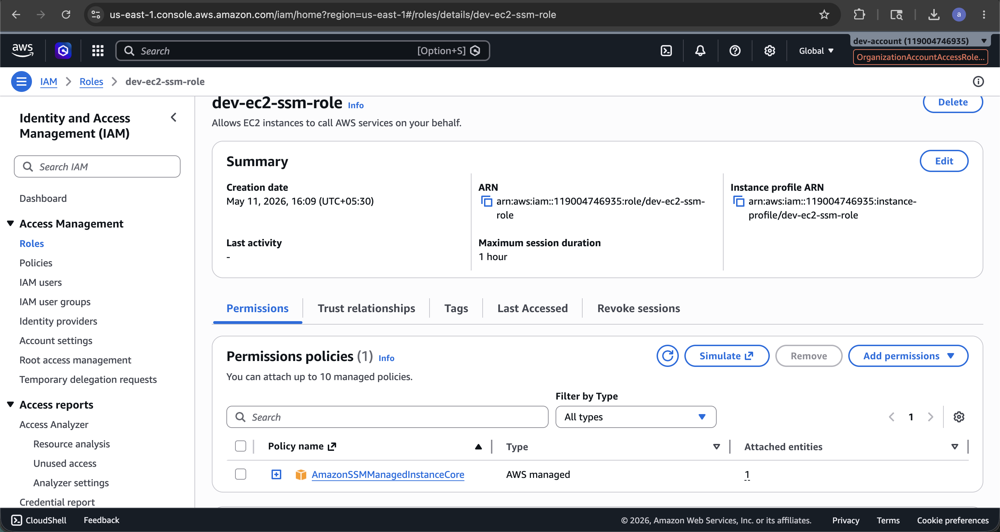 us-east-1.console.aws.amazon.com/iam/home?region=us-east-1#/roles/details/dev-ec2-ssm-role
a
aws
Search
[Option+S]
Global
dev-account (119004746935)
OrganizationAccountAccessRole...
IAM
Roles
dev-ec2-ssm-role
Identity and Access
Management (IAM)
Search IAM
Dashboard
Access Management
Roles
Policies
IAM users
IAM user groups
Identity providers
Account settings
Root access management
Temporary delegation requests
Access reports
Access Analyzer
Resource analysis
Unused access
Analyzer settings
Credential report
dev-ec2-ssm-role Info
Delete
Allows EC2 instances to call AWS services on your behalf.
Summary
Edit
Creation date
May 11, 2026, 16:09 (UTC+05:30)
ARN
arn:aws:iam::119004746935:role/dev-ec2-ssm-
role
Instance profile ARN
arn:aws:iam::119004746935:instance-
profile/dev-ec2-ssm-role
Last activity
-
Maximum session duration
1 hour
Permissions
Trust relationships
Tags
Last Accessed
Revoke sessions
Permissions policies (1) Info
Simulate
Remove
Add permissions
You can attach up to 10 managed policies.
Filter by Type
Search
All types
1
Policy name
Type
Attached entities
AmazonSSMManagedInstanceCore
AWS managed
1
CloudShell
Feedback
© 2026, Amazon Web Services, Inc. or its affiliates.
Privacy
Terms
Cookie preferences